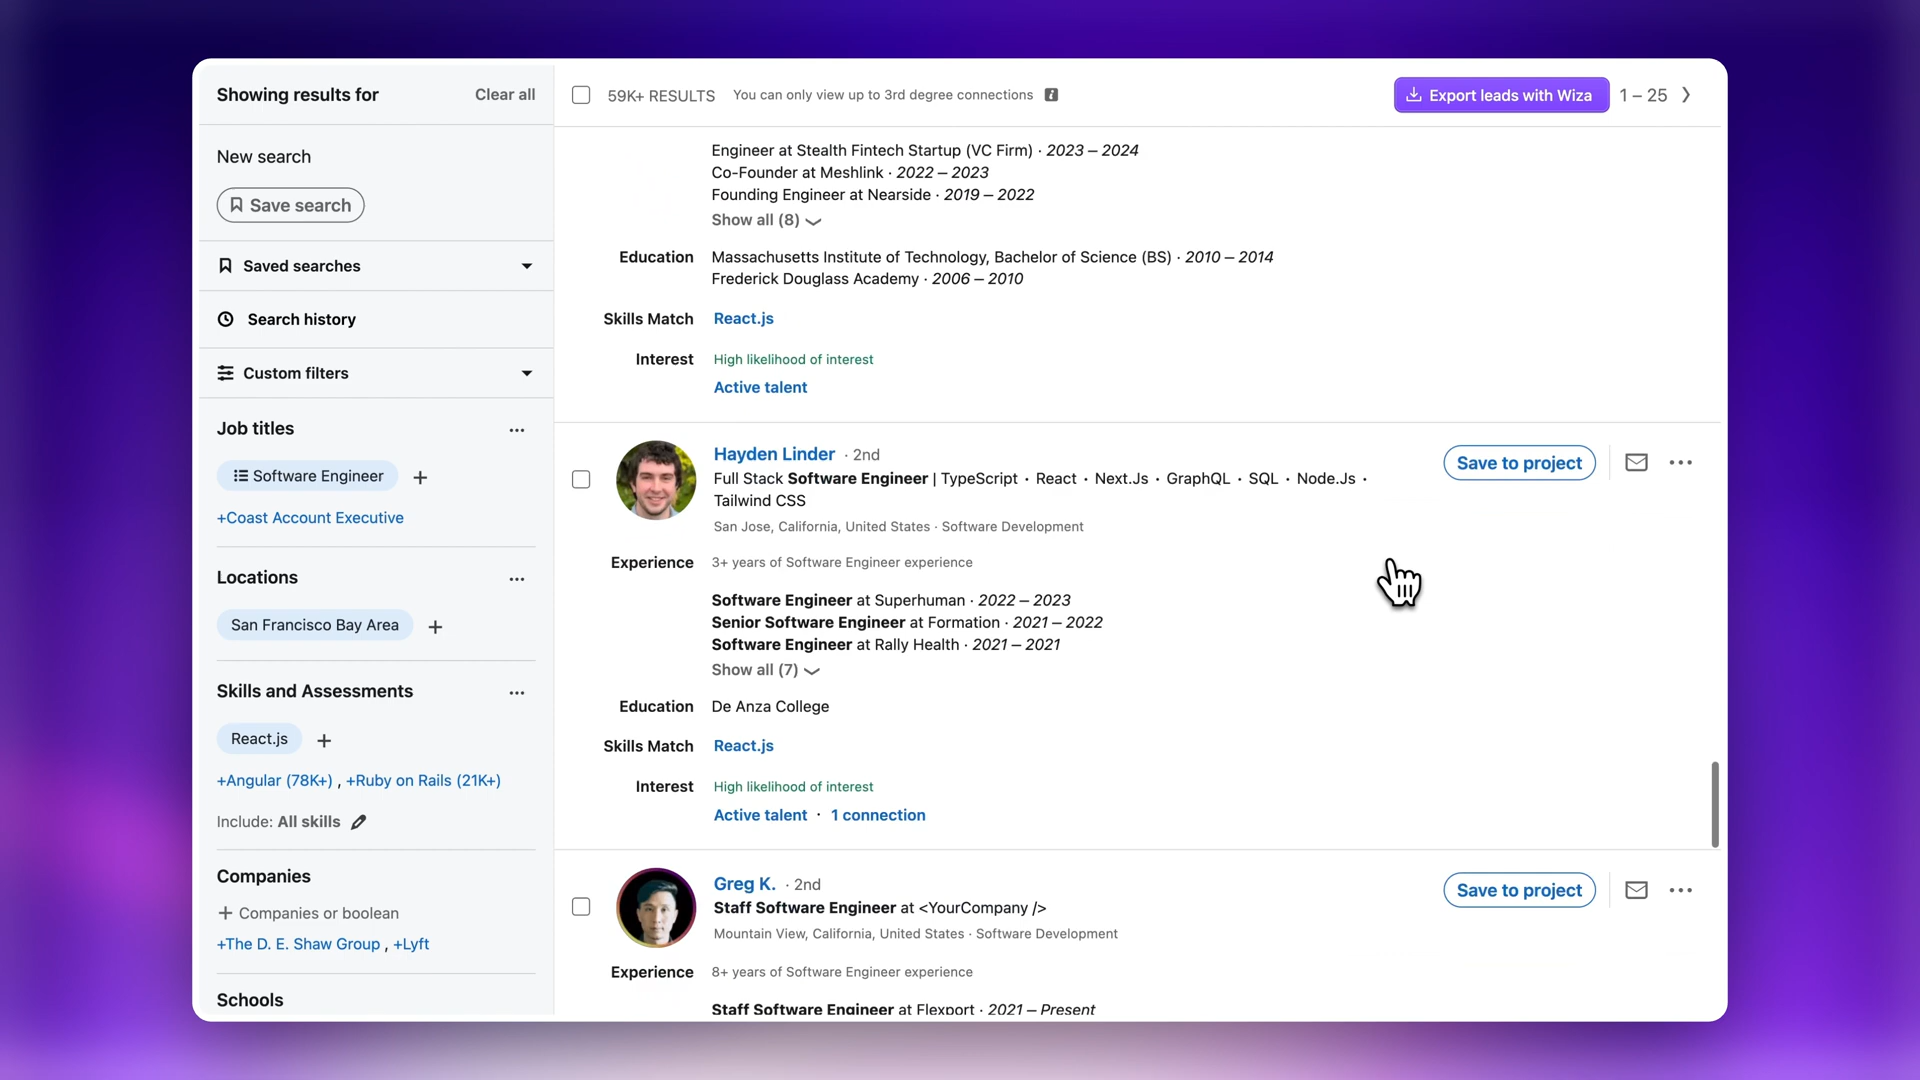 Showing results for
Clear all
New search
Save search
Saved searches
Search history
Custom filters
Job titles
Software Engineer
+Coast Account Executive
Locations
San Francisco Bay Area
Skills and Assessments
React.js
+Angular (78K+) , +Ruby on Rails (21K+)
Include: All skills
Companies
+ Companies or boolean
+The D. E. Shaw Group , +Lyft
Schools
59K+ RESULTS You can only view up to 3rd degree connections
Export leads with Wiza
1 – 25
Engineer at Stealth Fintech Startup (VC Firm) · 2023 – 2024
Co-Founder at Meshlink · 2022 – 2023
Founding Engineer at Nearside · 2019 – 2022
Show all (8)
Education Massachusetts Institute of Technology, Bachelor of Science (BS) · 2010 – 2014
Frederick Douglass Academy · 2006 – 2010
Skills Match React.js
Interest High likelihood of interest
Active talent
Hayden Linder · 2nd
Full Stack Software Engineer | TypeScript · React · Next.Js · GraphQL · SQL · Node.Js ·
Tailwind CSS
San Jose, California, United States · Software Development
Save to project
Experience 3+ years of Software Engineer experience
Software Engineer at Superhuman · 2022 – 2023
Senior Software Engineer at Formation · 2021 – 2022
Software Engineer at Rally Health · 2021 – 2021
Show all (7)
Education De Anza College
Skills Match React.js
Interest High likelihood of interest
Active talent · 1 connection
Greg K. · 2nd
Staff Software Engineer at <YourCompany />
Mountain View, California, United States · Software Development
Save to project
Experience 8+ years of Software Engineer experience
Staff Software Engineer at Flexport · 2021 – Present